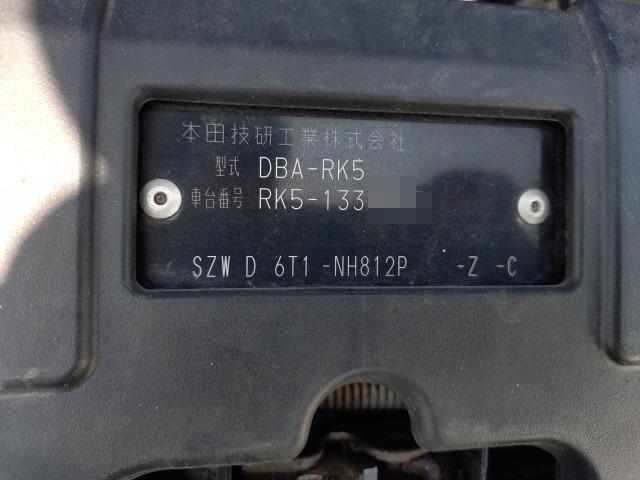 本田技研工業株式会社
型式 DBA-RK5
車台番号 RK5-133
SZW D 6T1 -NH812P -Z -C